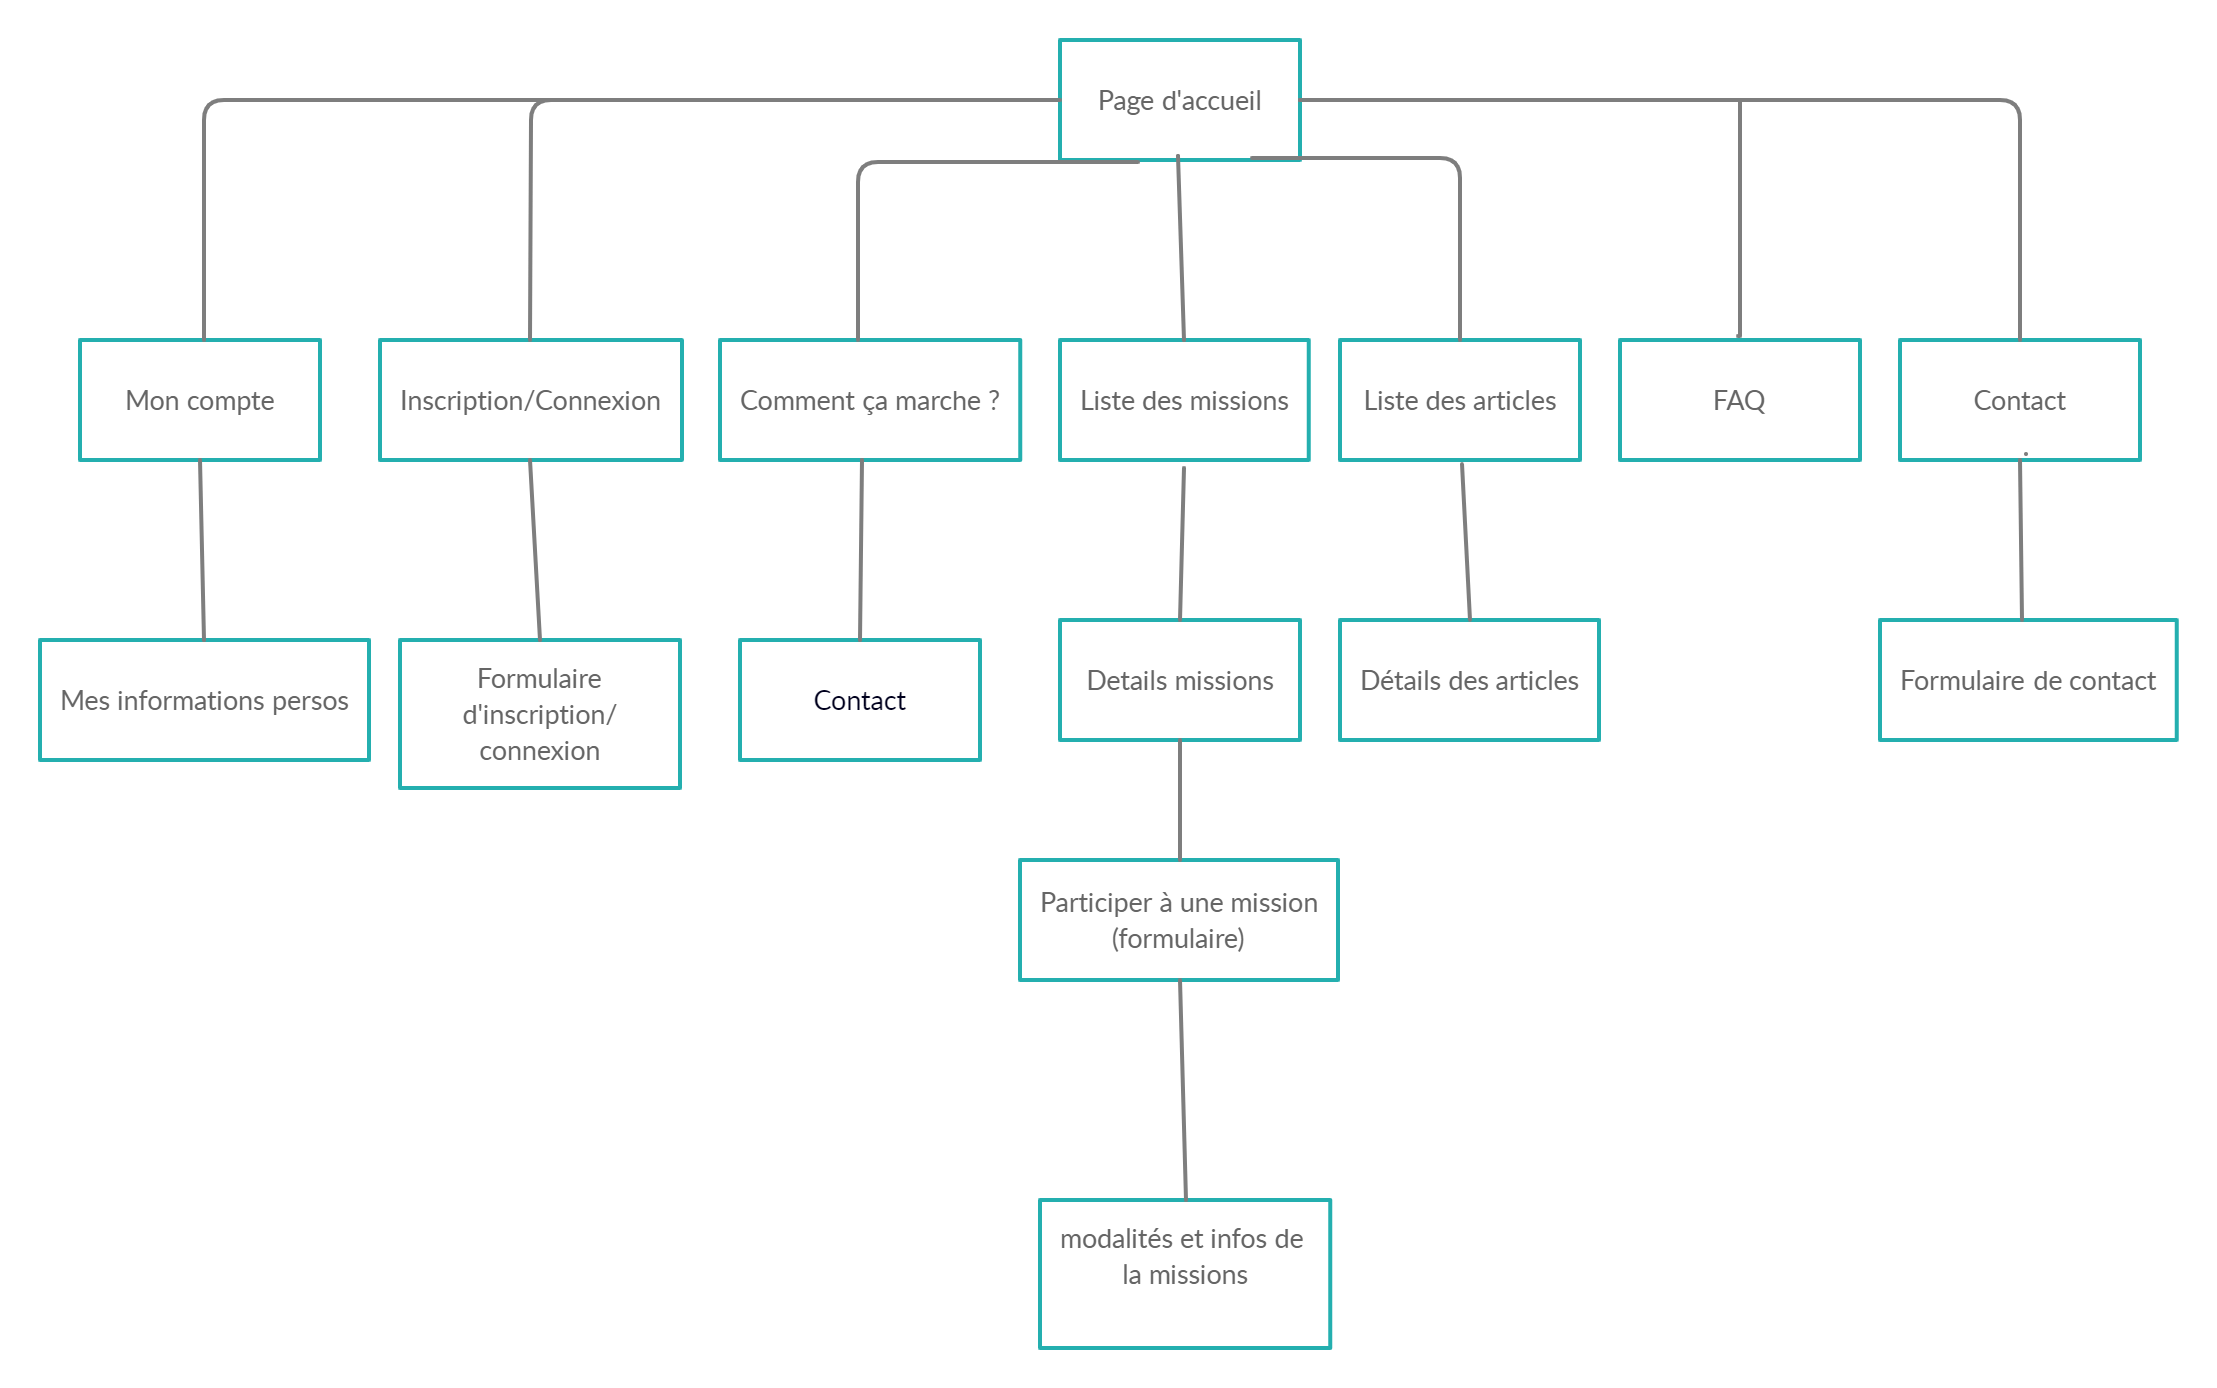 Page d'accueil
Mon compte
Inscription/Connexion
Comment ça marche ?
Liste des missions
Liste des articles
FAQ
Contact
Mes informations persos
Formulaire
d'inscription/
connexion
Contact
Details missions
Détails des articles
Formulaire de contact
Participer à une mission
(formulaire)
modalités et infos de
la missions